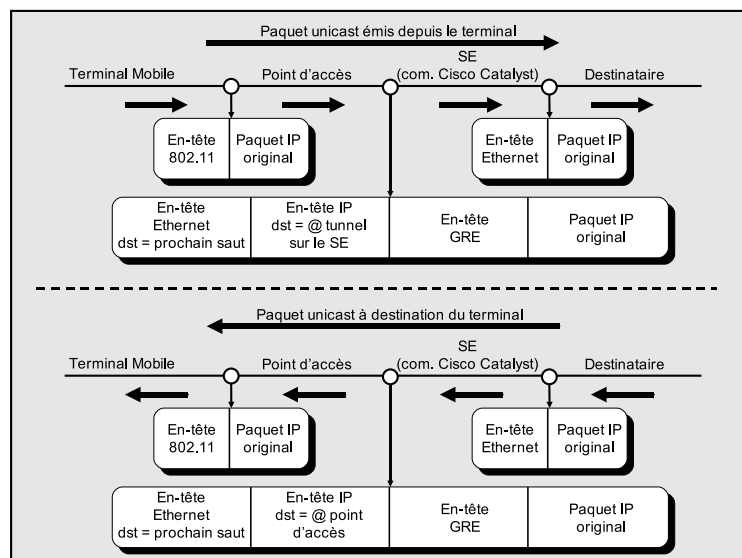 Paquet unicast émis depuis le terminal
SE
Terminal Mobile
Point d'accès
(com. Cisco Catalyst)
Destinataire
En-tête
802.11
Paquet IP
original
En-tête
Ethernet
Paquet IP
original
En-tête
Ethernet
dst = prochain saut
En-tête IP
dst = @ tunnel
sur le SE
En-tête
GRE
Paquet IP
original
Paquet unicast à destination du terminal
SE
Terminal Mobile
Point d'accès
(com. Cisco Catalyst)
Destinataire
En-tête
802.11
Paquet IP
original
En-tête
Ethernet
Paquet IP
original
En-tête
Ethernet
dst = prochain saut
En-tête IP
dst = @ point
d'accès
En-tête
GRE
Paquet IP
original